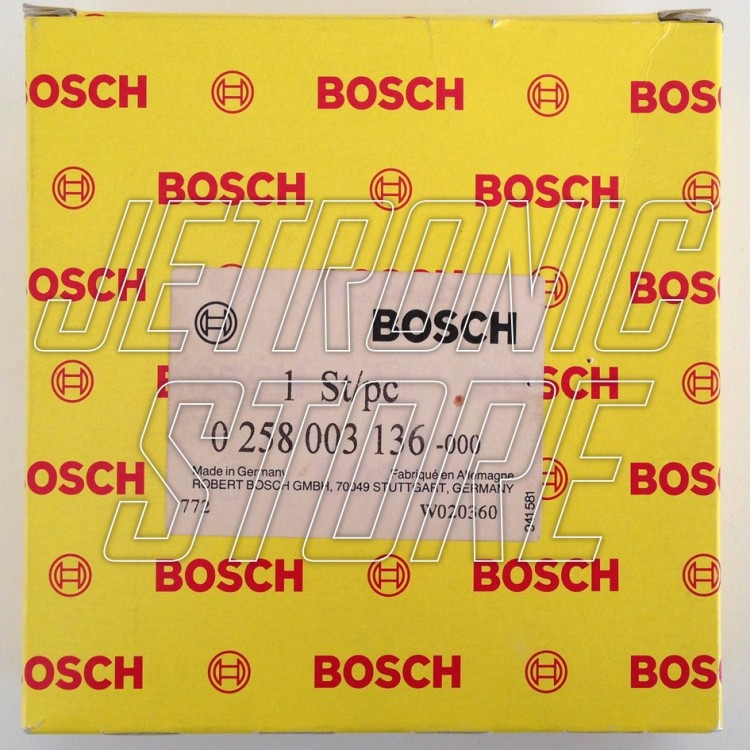 BOSCH BOSCH BOSCH
BOSCH BOSCH
BOSCH BOSCH
BOSCH
1 St/pc
0 258 003 136 -000
Made in Germany Fabriqué en Allemagne
ROBERT BOSCH GMBH, 70049 STUTTGART, GERMANY
772 W020360
941 581
JETRONIC
STORE
BOSCH
BOSCH BOSCH
BOSCH BOSCH
BOSCH BOSCH BOSCH